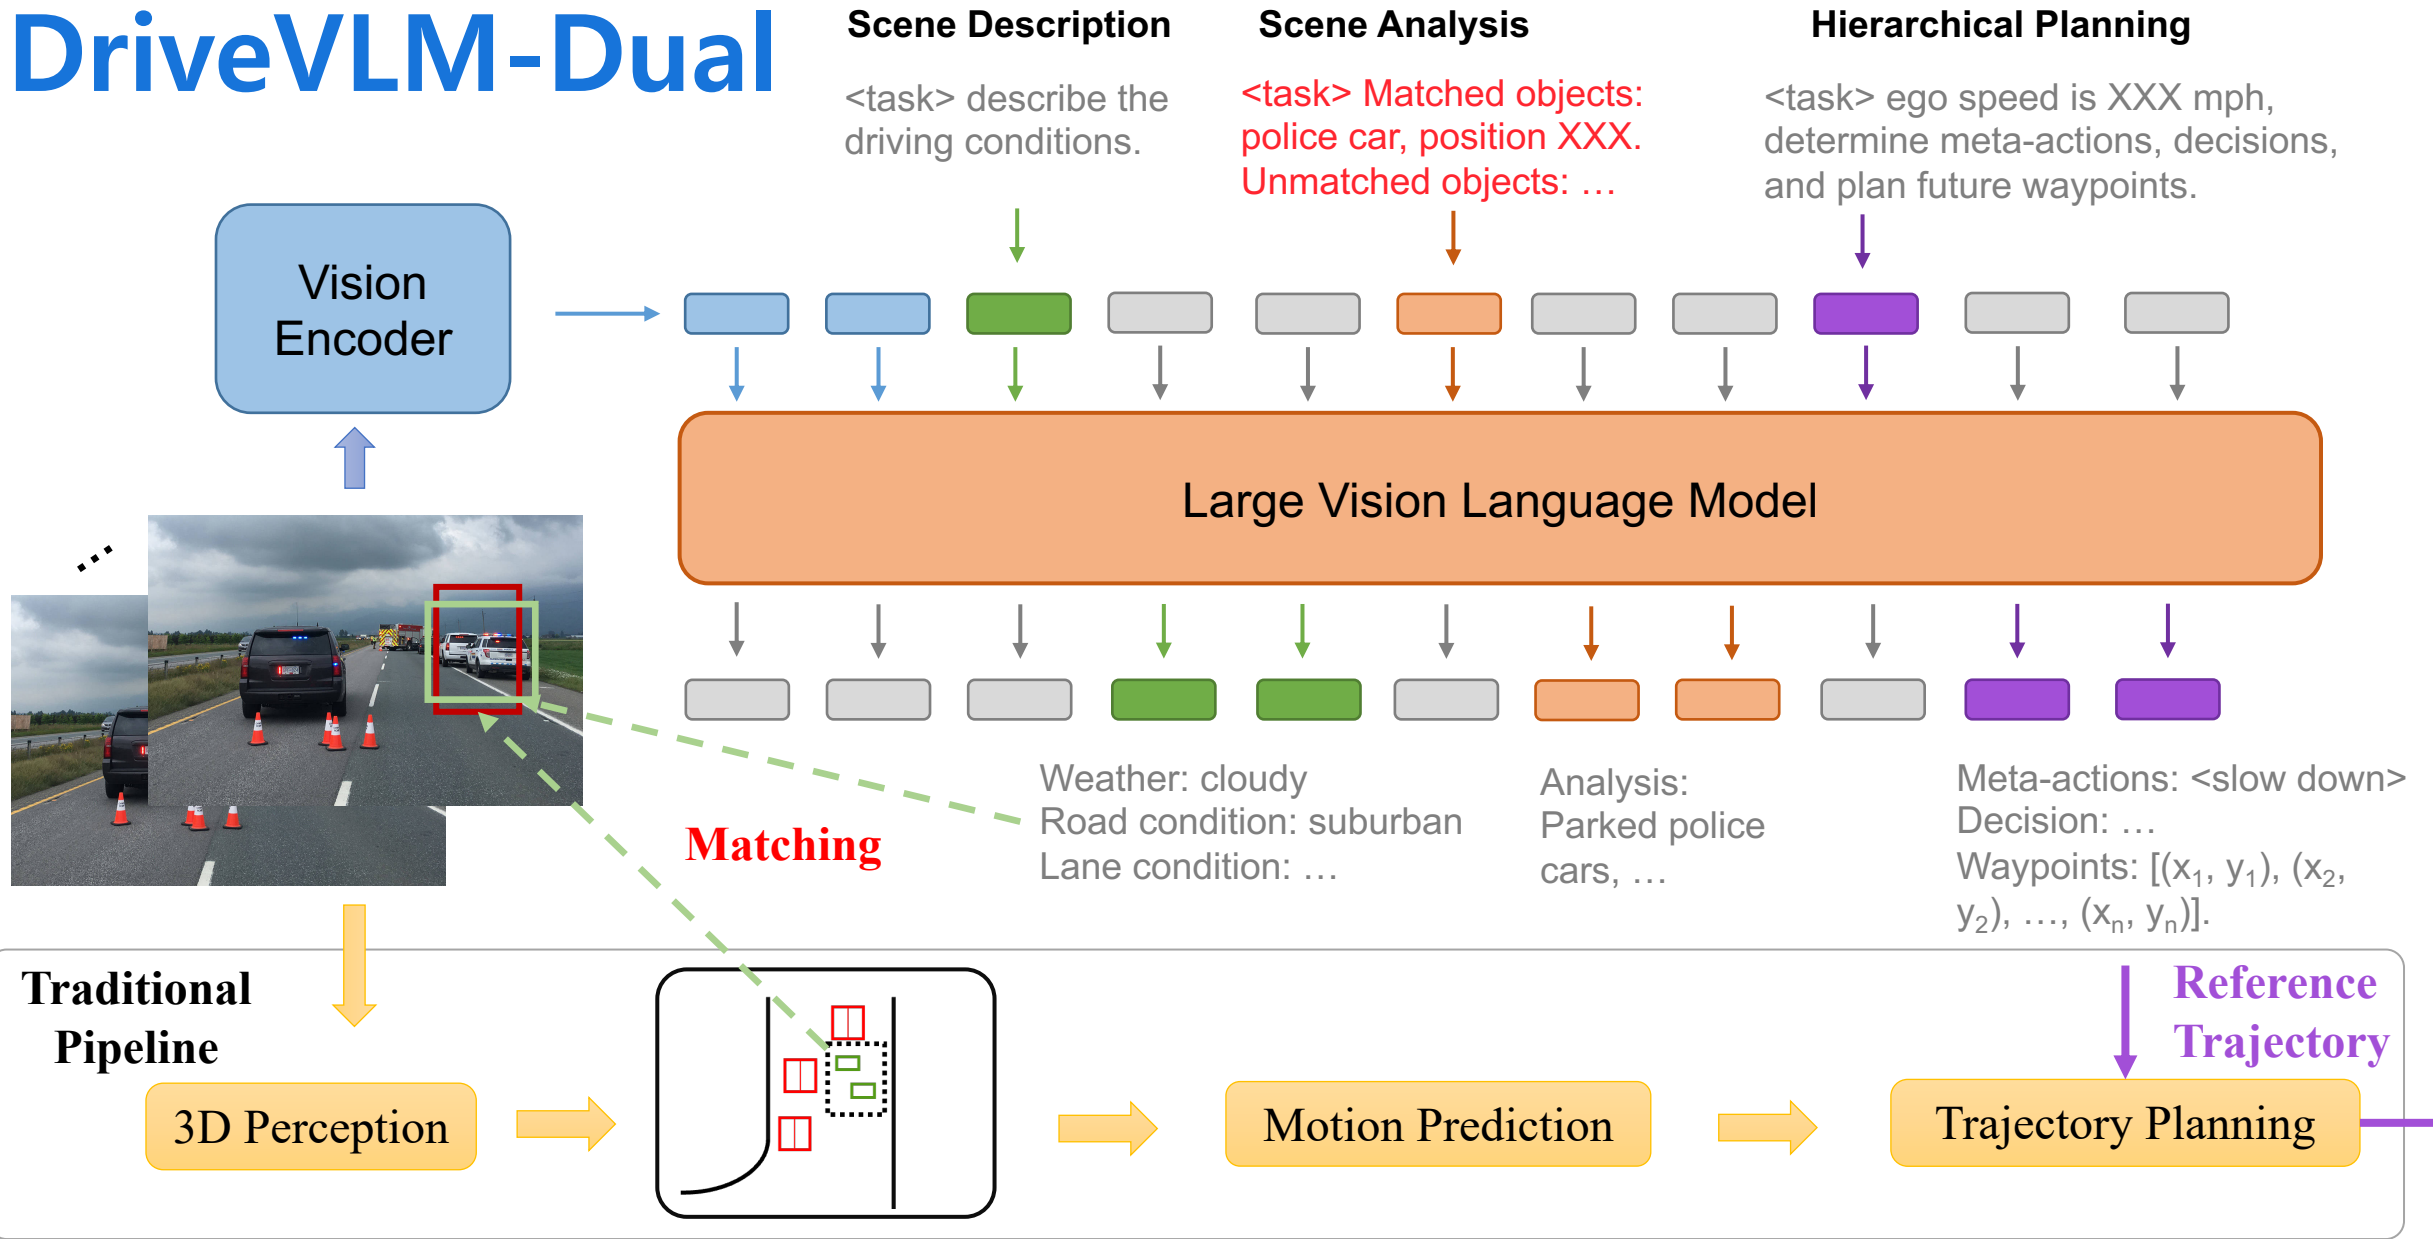 DriveVLM-Dual
Scene Description
<task> describe the
driving conditions.
Scene Analysis
<task> Matched objects:
police car, position XXX.
Unmatched objects: …
Hierarchical Planning
<task> ego speed is XXX mph,
determine meta-actions, decisions,
and plan future waypoints.
Vision
Encoder
Large Vision Language Model
...
Matching
Weather: cloudy
Road condition: suburban
Lane condition: …
Analysis:
Parked police
cars, …
Meta-actions: <slow down>
Decision: …
Waypoints: [(x₁, y₁), (x₂,
y₂), …, (xₙ, yₙ)].
Traditional
Pipeline
Reference
Trajectory
3D Perception
Motion Prediction
Trajectory Planning